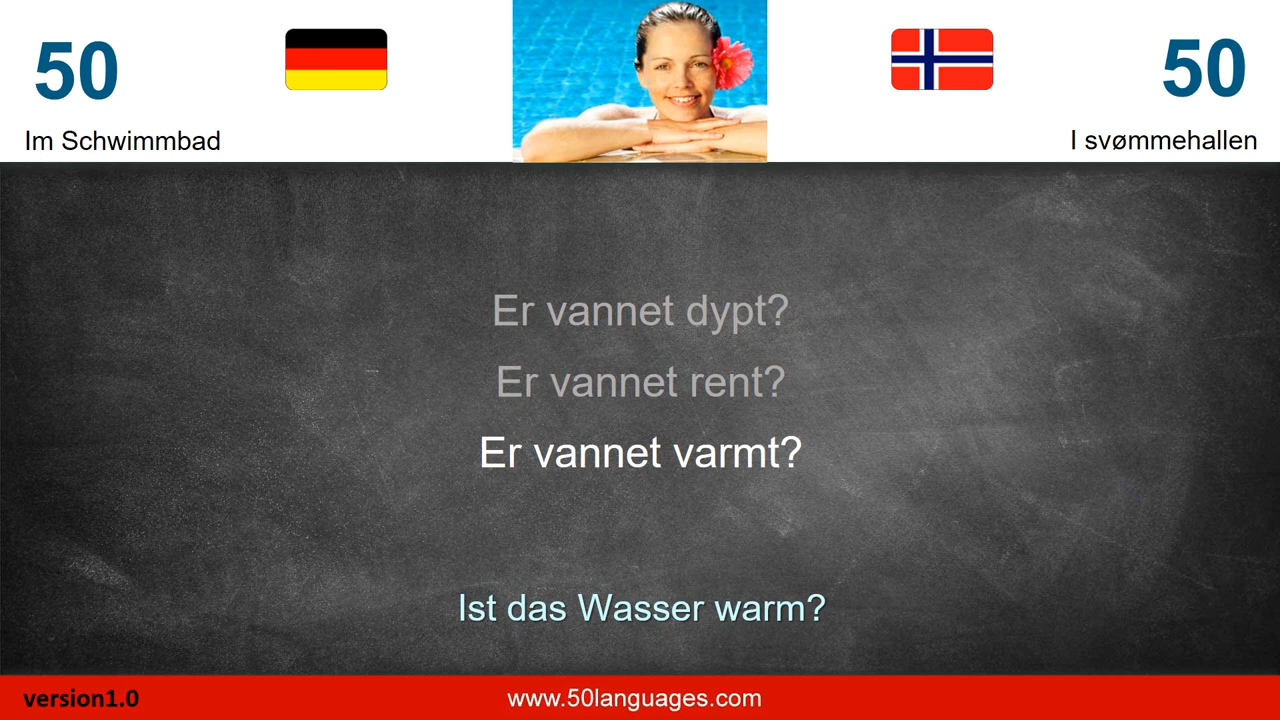 50
50
Im Schwimmbad
I svømmehallen
Er vannet dypt?
Er vannet rent?
Er vannet varmt?
Ist das Wasser warm?
version1.0
www.50languages.com